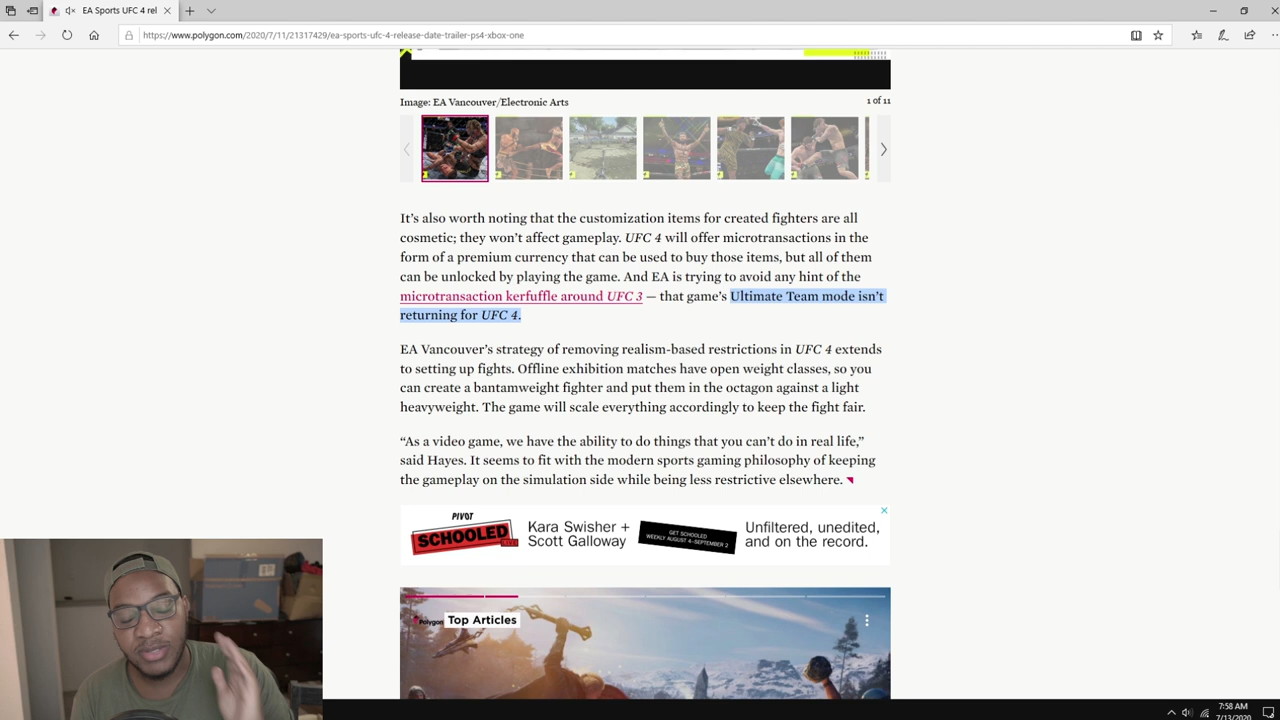 EA Sports UFC 4 rel
https://www.polygon.com/2020/7/11/21317429/ea-sports-ufc-4-release-date-trailer-ps4-xbox-one
Image: EA Vancouver/Electronic Arts
1 of 11
It’s also worth noting that the customization items for created fighters are all
cosmetic; they won’t affect gameplay. UFC 4 will offer microtransactions in the
form of a premium currency that can be used to buy those items, but all of them
can be unlocked by playing the game. And EA is trying to avoid any hint of the
microtransaction kerfuffle around UFC 3 — that game’s Ultimate Team mode isn’t
returning for UFC 4.
EA Vancouver’s strategy of removing realism-based restrictions in UFC 4 extends
to setting up fights. Offline exhibition matches have open weight classes, so you
can create a bantamweight fighter and put them in the octagon against a light
heavyweight. The game will scale everything accordingly to keep the fight fair.
“As a video game, we have the ability to do things that you can’t do in real life,”
said Hayes. It seems to fit with the modern sports gaming philosophy of keeping
the gameplay on the simulation side while being less restrictive elsewhere.
PIVOT
SCHOOLED
Kara Swisher +
Scott Galloway
GET SCHOOLED
WEEKLY AUGUST 4–SEPTEMBER 2
Unfiltered, unedited,
and on the record.
Polygon
Top Articles
7:58 AM
7/13/2020